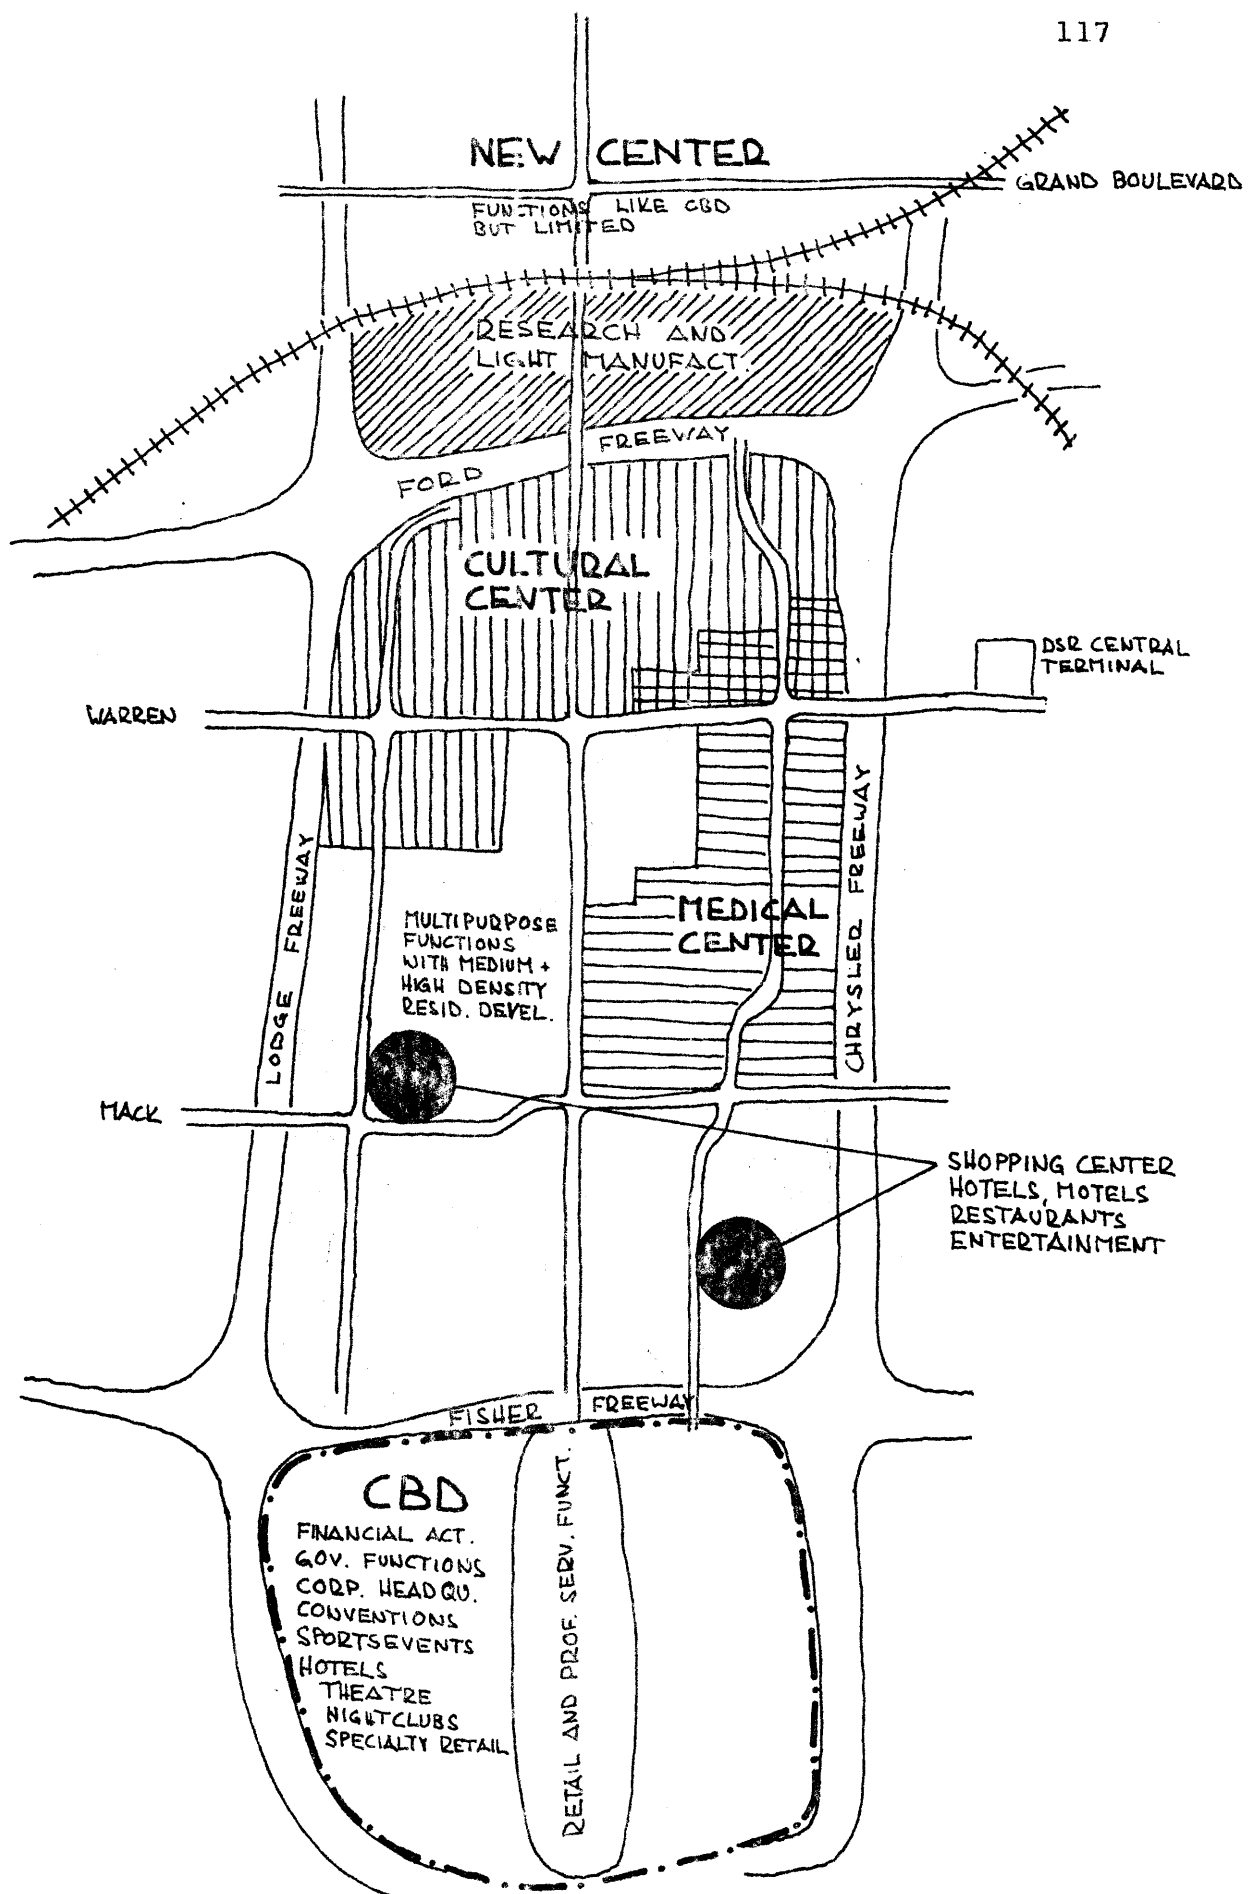 117
NEW CENTER
GRAND BOULEVARD
FUNCTIONS LIKE CBD
BUT LIMITED
RESEARCH AND
LIGHT MANUFACT.
FORD FREEWAY
CULTURAL
CENTER
DSR CENTRAL
TERMINAL
WARREN
LODGE FREEWAY
CHRYSLER FREEWAY
MULTIPURPOSE
FUNCTIONS
WITH MEDIUM +
HIGH DENSITY
RESID. DEVEL.
MEDICAL
CENTER
MACK
SHOPPING CENTER
HOTELS, MOTELS
RESTAURANTS
ENTERTAINMENT
FISHER FREEWAY
CBD
FINANCIAL ACT.
GOV. FUNCTIONS
CORP. HEADQU.
CONVENTIONS
SPORTSEVENTS
HOTELS
THEATRE
NIGHTCLUBS
SPECIALTY RETAIL
RETAIL AND PROF. SERV. FUNCT.